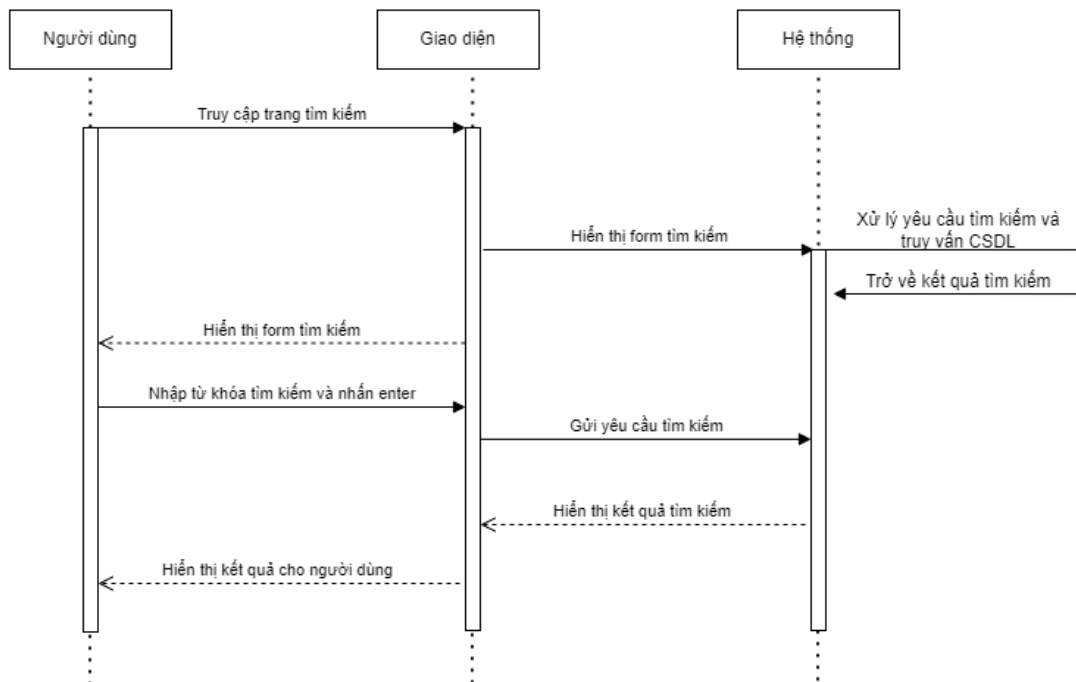 Người dùng
Giao diện
Hệ thống
Truy cập trang tìm kiếm
Hiển thị form tìm kiếm
Xử lý yêu cầu tìm kiếm và
truy vấn CSDL
Trở về kết quả tìm kiếm
Hiển thị form tìm kiếm
Nhập từ khóa tìm kiếm và nhấn enter
Gửi yêu cầu tìm kiếm
Hiển thị kết quả tìm kiếm
Hiển thị kết quả cho người dùng